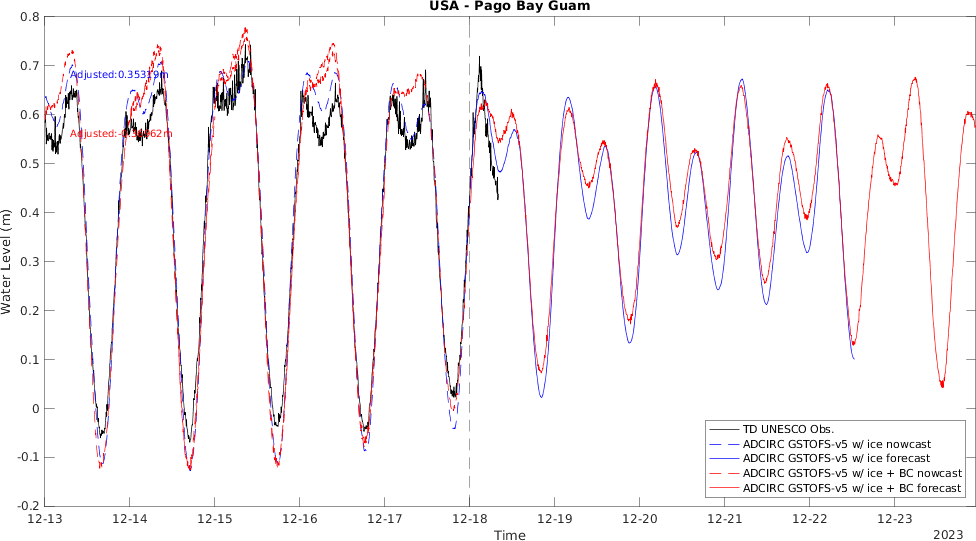 USA - Pago Bay Guam
0.8
0.7
0.6
0.5
0.4
0.3
0.2
0.1
0
-0.1
-0.2
Water Level (m)
Adjusted:0.35319m
TD UNESCO Obs.
ADCIRC GSTOFS-v5 w/ ice nowcast
ADCIRC GSTOFS-v5 w/ ice forecast
ADCIRC GSTOFS-v5 w/ ice + BC nowcast
ADCIRC GSTOFS-v5 w/ ice + BC forecast
12-13 12-14 12-15 12-16 12-17 12-18 12-19 12-20 12-21 12-22 12-23
Time
2023